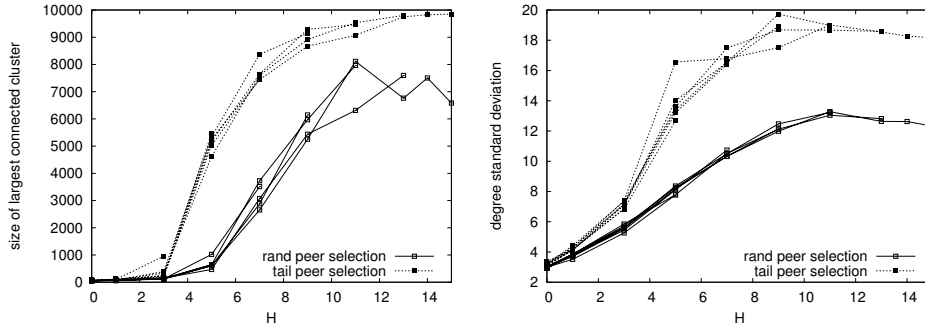 size of largest connected cluster
10000
9000
8000
7000
6000
5000
4000
3000
2000
1000
0
rand peer selection
tail peer selection
0 2 4 6 8 10 12 14
H
degree standard deviation
20
18
16
14
12
10
8
6
4
2
rand peer selection
tail peer selection
0 2 4 6 8 10 12 14
H